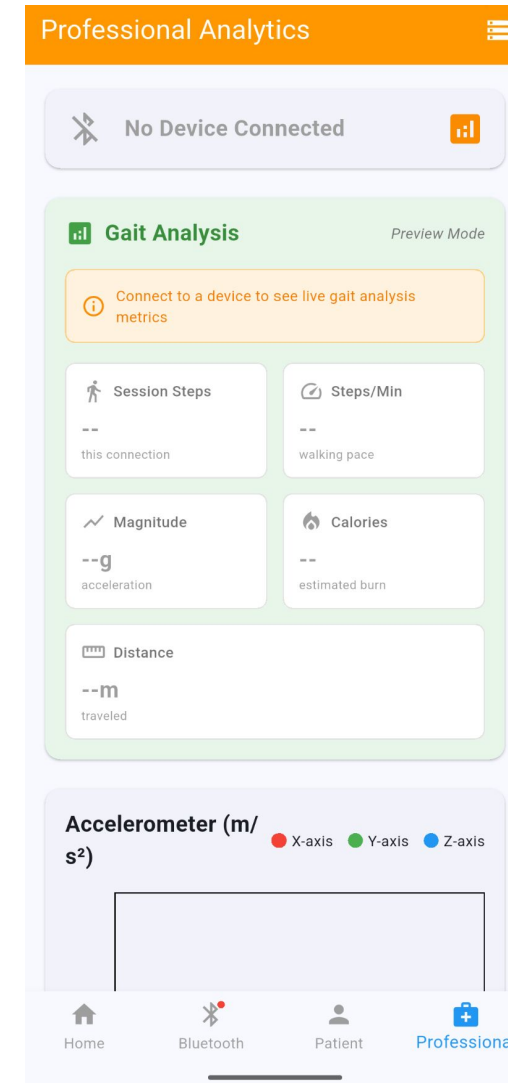 Professional Analytics
No Device Connected
Gait Analysis
Preview Mode
Connect to a device to see live gait analysis
metrics
Session Steps
--
this connection
Steps/Min
--
walking pace
Magnitude
--g
acceleration
Calories
--
estimated burn
Distance
--m
traveled
Accelerometer (m/
s²)
X-axis
Y-axis
Z-axis
Home
Bluetooth
Patient
Professiona